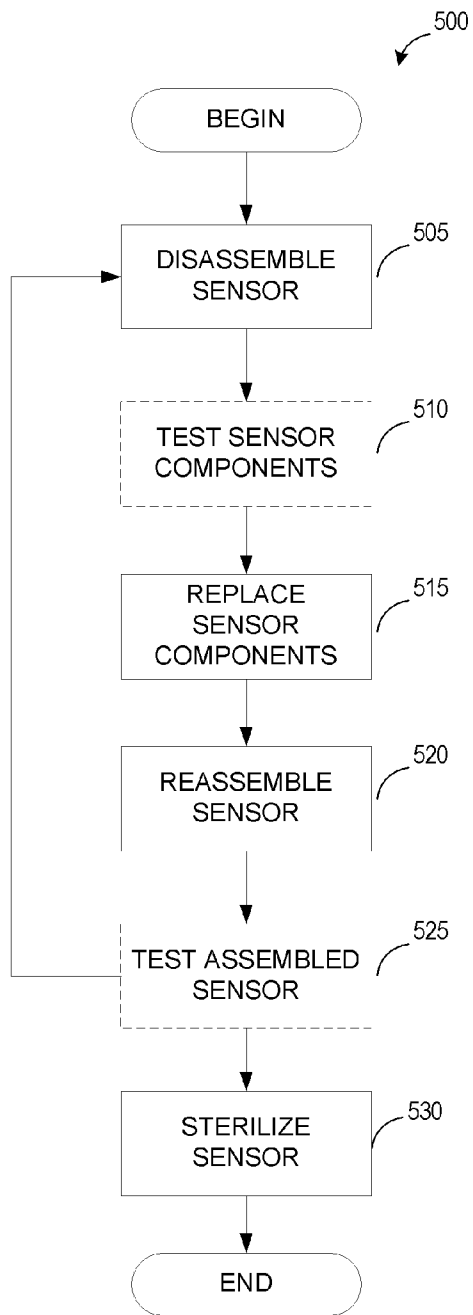 500
BEGIN
505
DISASSEMBLE
SENSOR
510
TEST SENSOR
COMPONENTS
515
REPLACE
SENSOR
COMPONENTS
520
REASSEMBLE
SENSOR
525
TEST ASSEMBLED
SENSOR
530
STERILIZE
SENSOR
END